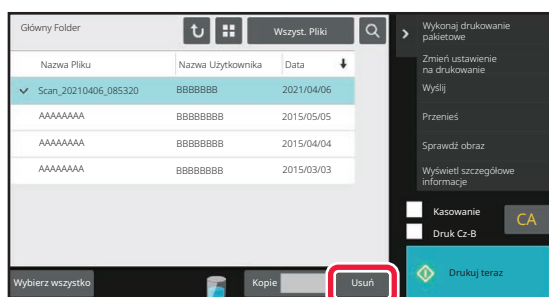 Główny Folder
Wszyst. Pliki
Nazwa Pliku Nazwa Użytkownika Data
Scan_20210406_085320 BBBBBBB 2021/04/06
AAAAAAAA BBBBBBBB 2015/05/05
AAAAAAAA BBBBBBBB 2015/04/04
AAAAAAAA BBBBBBBB 2015/03/03
Wybierz wszystko
Kopie
Usuń
Wykonaj drukowanie
pakietowe
Zmień ustawienie
na drukowanie
Wyślij
Przenieś
Sprawdź obraz
Wyświetl szczegółowe
informacje
Kasowanie
Druk Cz-B
CA
Drukuj teraz